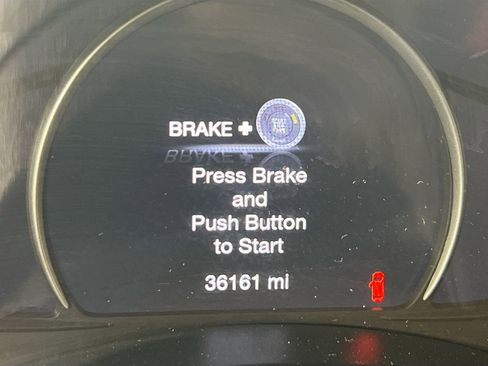 BRAKE +
Press Brake
and
Push Button
to Start
36161 mi